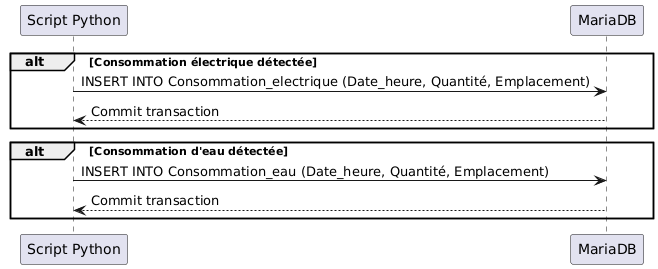 Script Python MariaDB
alt [Consommation électrique détectée]
INSERT INTO Consommation_electrique (Date_heure, Quantité, Emplacement)
Commit transaction
alt [Consommation d'eau détectée]
INSERT INTO Consommation_eau (Date_heure, Quantité, Emplacement)
Commit transaction
Script Python MariaDB